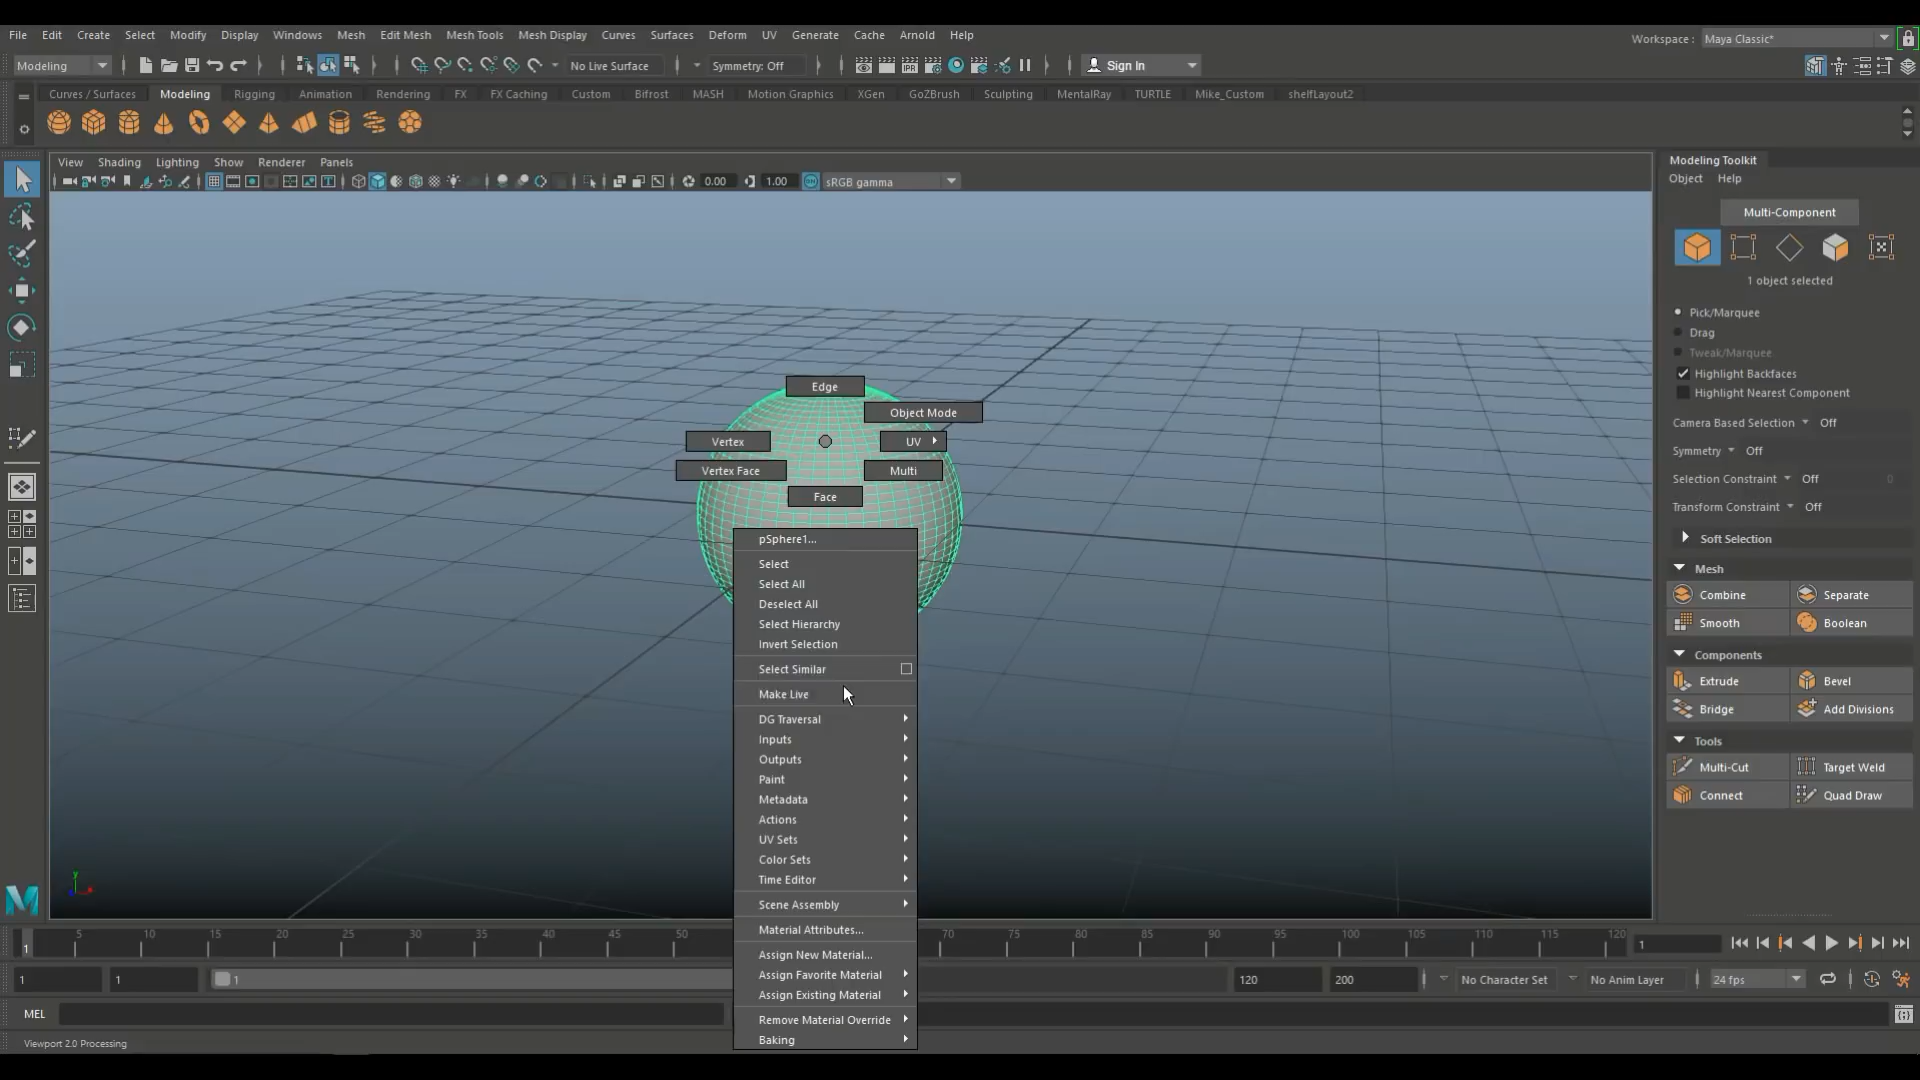 File Edit Create Select Modify Display Windows Mesh Edit Mesh Mesh Tools Mesh Display Curves Surfaces Deform UV Generate Cache Arnold Help
Workspace : Maya Classic*
Modeling No Live Surface Symmetry: Off Sign In
Curves / Surfaces Modeling Rigging Animation Rendering FX FX Caching Custom Bifrost MASH Motion Graphics XGen GoZBrush Sculpting MentalRay TURTLE Mike_Custom shelfLayout2
View Shading Lighting Show Renderer Panels
0.00 1.00 sRGB gamma
Edge
Object Mode
Vertex UV
Vertex Face Multi
Face
pSphere1...
Select
Select All
Deselect All
Select Hierarchy
Invert Selection
Select Similar
Make Live
DG Traversal
Inputs
Outputs
Paint
Metadata
Actions
UV Sets
Color Sets
Time Editor
Scene Assembly
Material Attributes...
Assign New Material...
Assign Favorite Material
Assign Existing Material
Remove Material Override
Baking
Modeling Toolkit
Object Help
Multi-Component
1 object selected
Pick/Marquee
Drag
Tweak/Marquee
Highlight Backfaces
Highlight Nearest Component
Camera Based Selection Off
Symmetry Off
Selection Constraint Off 0
Transform Constraint Off
Soft Selection
Mesh
Combine Separate
Smooth Boolean
Components
Extrude Bevel
Bridge Add Divisions
Tools
Multi-Cut Target Weld
Connect Quad Draw
y
1 5 10 15 20 25 30 35 40 45 50 70 75 80 85 90 95 100 105 110 115 120 1
1 1 1 120 200 No Character Set No Anim Layer 24 fps
MEL
Viewport 2.0 Processing